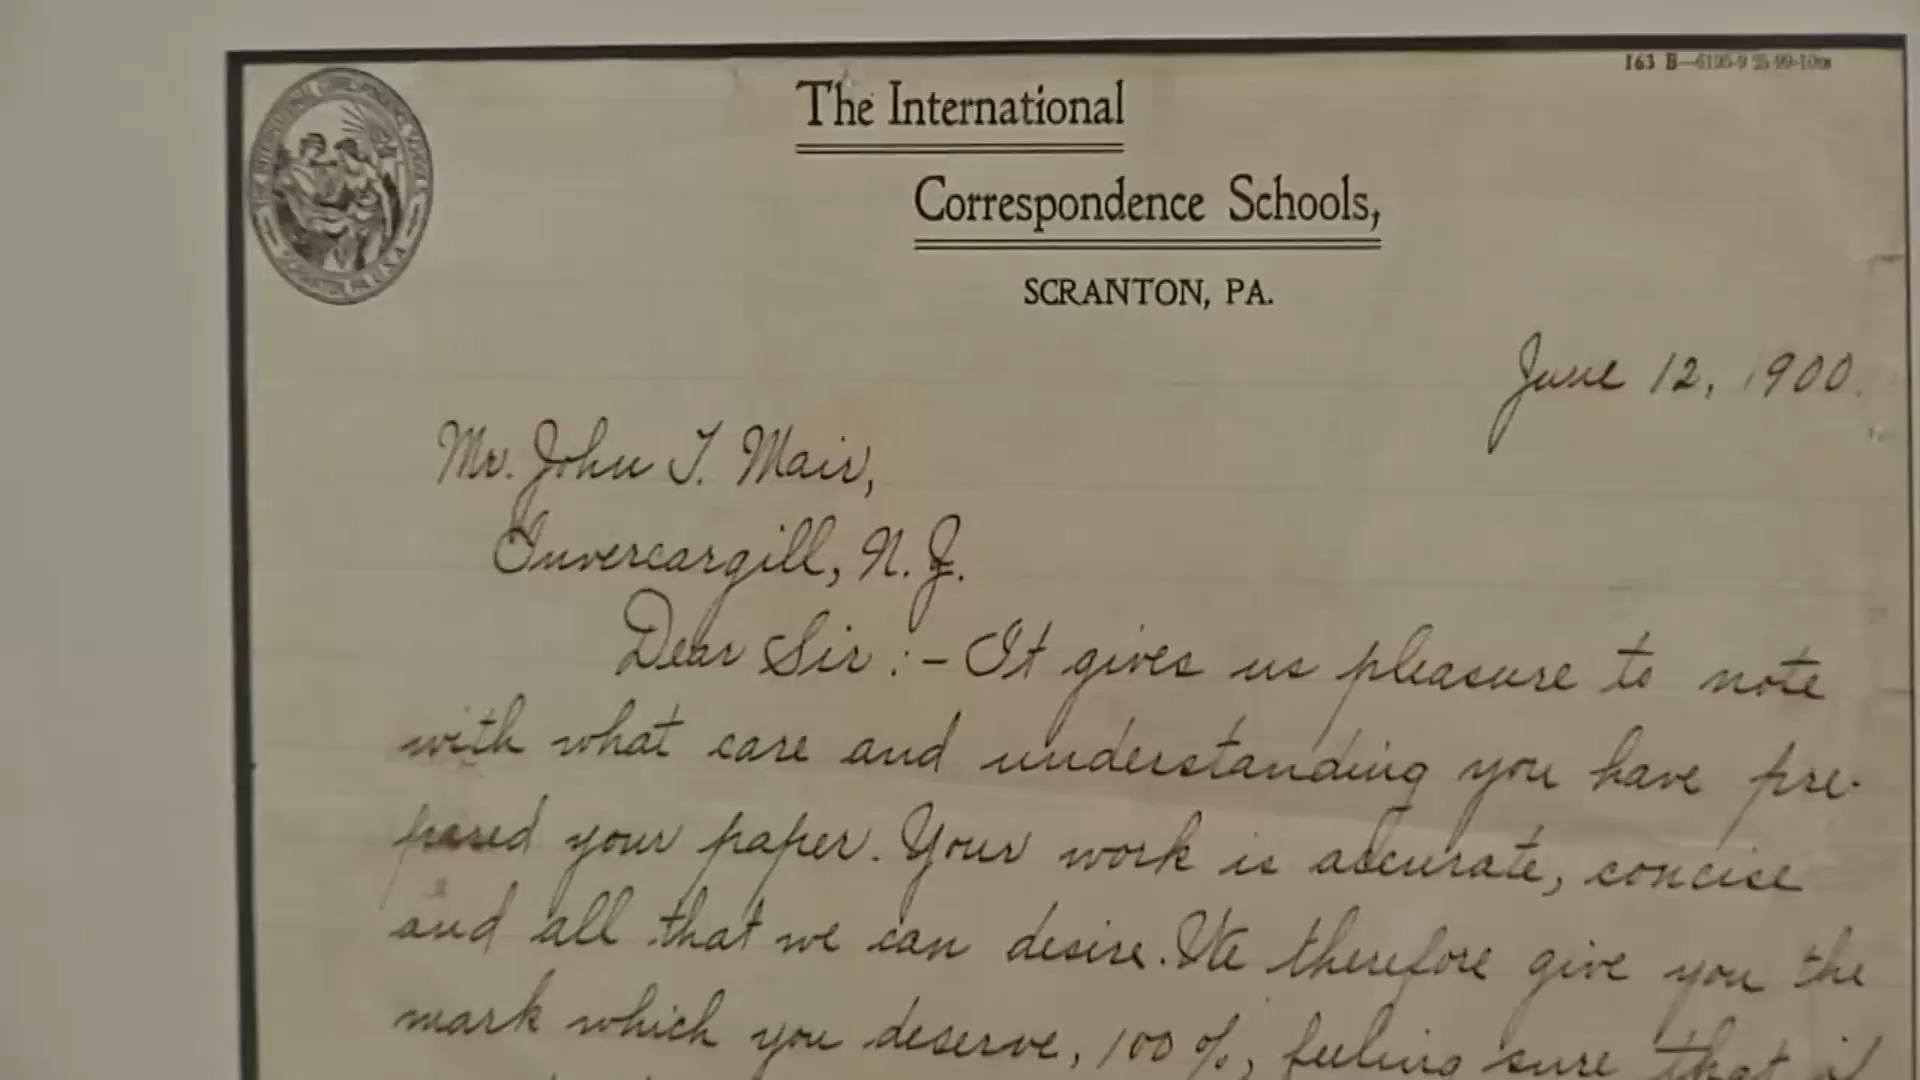 163 B
The International
Correspondence Schools,
SCRANTON, PA.
June 12, 1900.
Mr. John T. Mair,
Invercargill, N.Z.
Dear Sir:- It gives us pleasure to note
with what care and understanding you have pre-
pared your paper. Your work is accurate, concise
and all that we can desire. We therefore give you the
mark which you deserve, 100%, feeling sure that